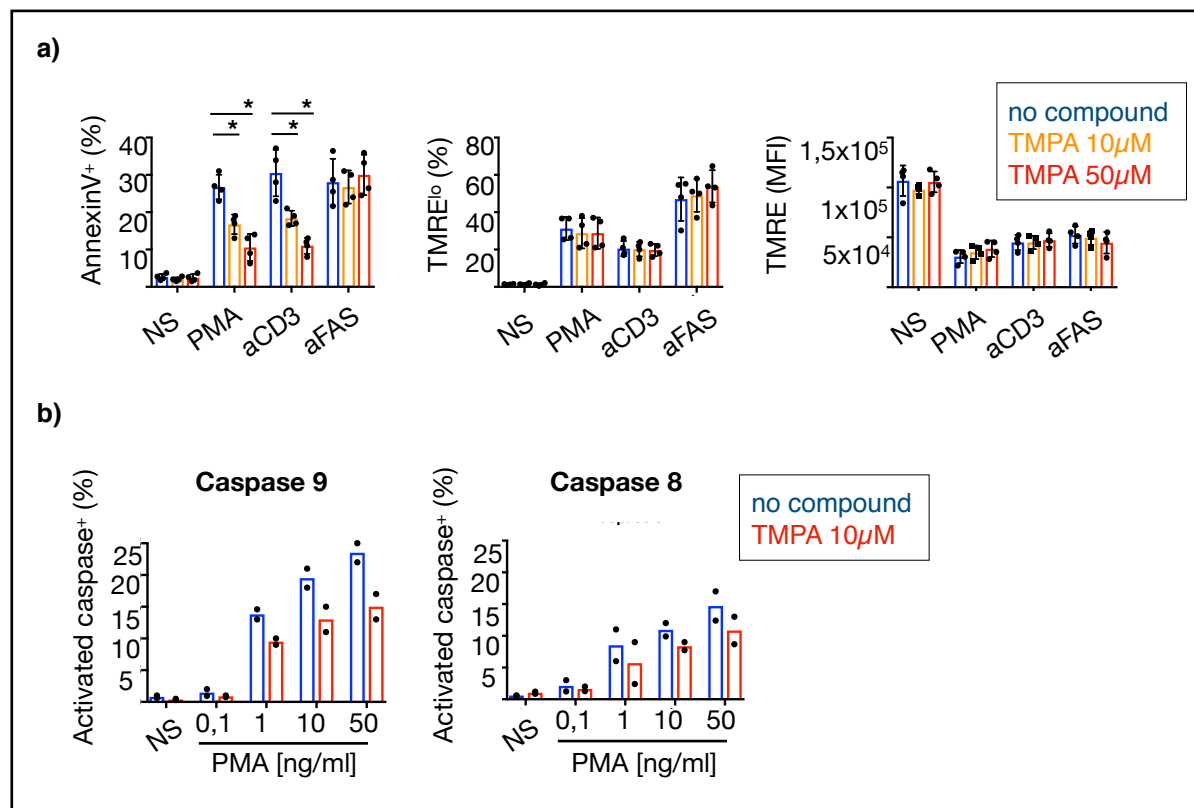 a)
AnnexinV⁺ (%)
40
30
20
10
* *
* *
NS PMA aCD3 aFAS
TMREˡᵒ (%)
80
60
40
20
NS PMA aCD3 aFAS
TMRE (MFI)
1,5x10⁵
1x10⁵
5x10⁴
NS PMA aCD3 aFAS
no compound
TMPA 10µM
TMPA 50µM
b)
Caspase 9
Activated caspase⁺ (%)
25
20
15
10
5
NS 0,1 1 10 50
PMA [ng/ml]
Caspase 8
Activated caspase⁺ (%)
25
20
15
10
5
NS 0,1 1 10 50
PMA [ng/ml]
no compound
TMPA 10µM